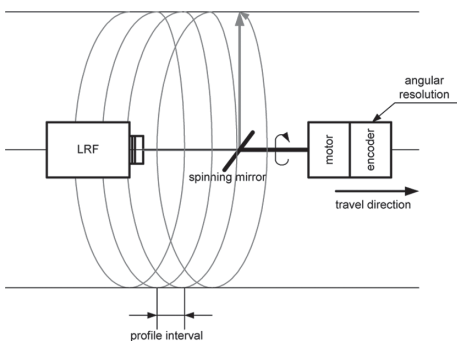 angular
resolution
LRF
motor
encoder
spinning mirror
travel direction
profile interval